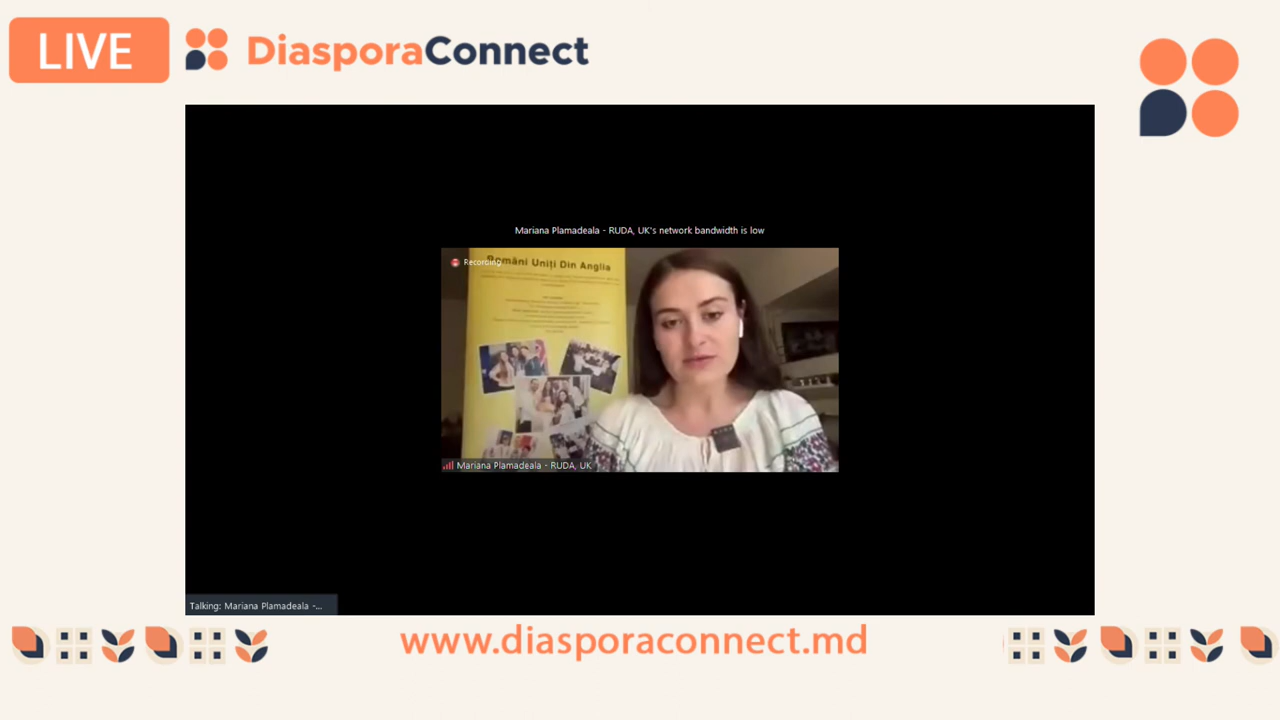 LIVE
DiasporaConnect
Mariana Plamadeala - RUDA, UK's network bandwidth is low
Recording
Români Uniți Din Anglia
Mariana Plamadeala - RUDA, UK
Talking: Mariana Plamadeala -...
www.diasporaconnect.md